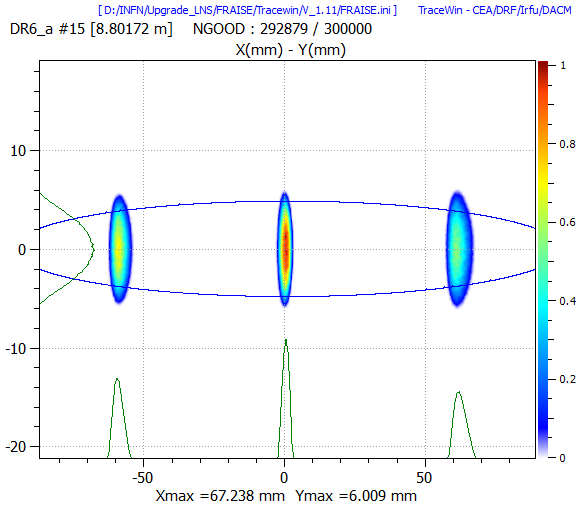 [ D:/INFN/Upgrade_LNS/FRAISE/Tracewin/V_1.11/FRAISE.ini ] TraceWin - CEA/DRF/Irfu/DACM
DR6_a #15 [8.80172 m] NGOOD : 292879 / 300000
X(mm) - Y(mm)
1
0.8
0.6
0.4
0.2
0
10
0
-10
-20
-50 0 50
Xmax =67.238 mm Ymax =6.009 mm